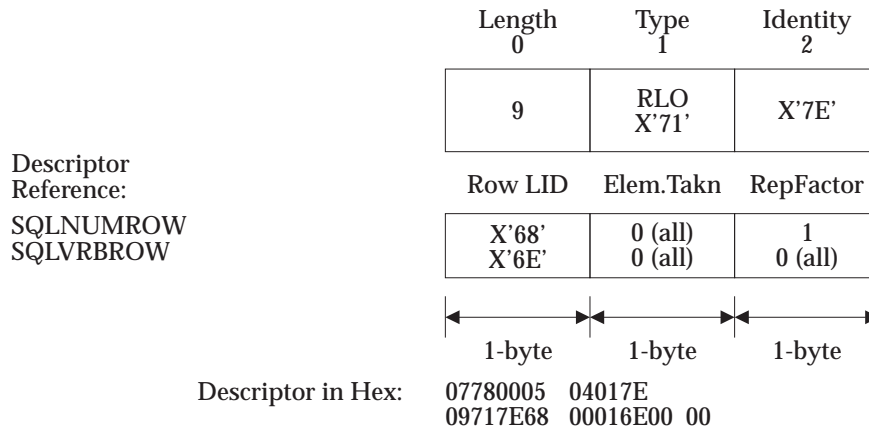 Length Type Identity
0 1 2
9 RLO X'7E'
X'71'
Descriptor
Reference:
Row LID Elem.Takn RepFactor
SQLNUMROW X'68' 0 (all) 1
SQLVRBROW X'6E' 0 (all) 0 (all)
1-byte 1-byte 1-byte
Descriptor in Hex: 07780005 04017E
09717E68 00016E00 00